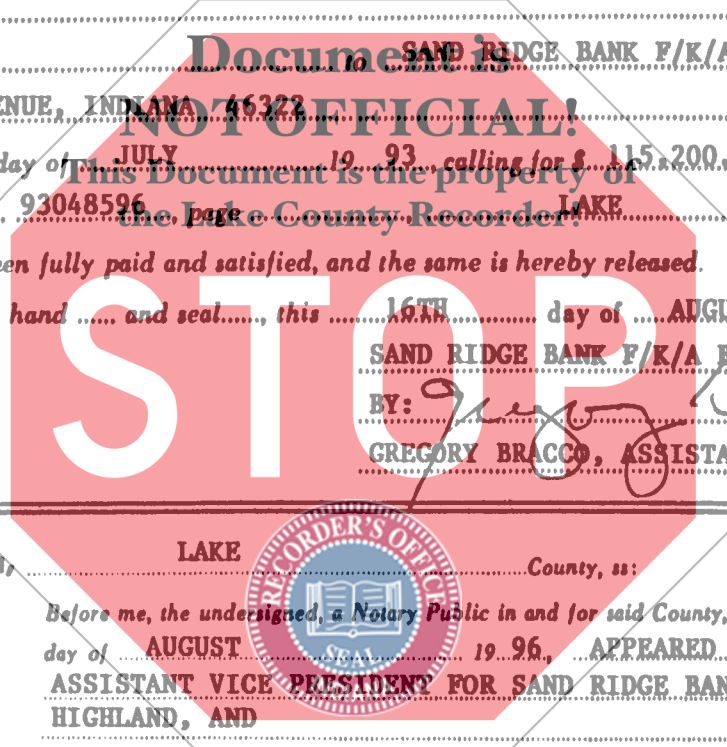 Document is
to SAND RIDGE BANK F/K/A
ENUE, INDIANA 46322
NOT OFFICIAL!
day of JULY 19 93 calling for $ 115,200.
This Document is the property of
93048596 page LAKE
the Lake County Recorder!
en fully paid and satisfied, and the same is hereby released.
hand and seal, this 16TH day of AUGU
STOP
SAND RIDGE BANK F/K/A
BY:
GREGORY BRACCO, ASSISTA
RECORDER'S OFFICE
LAKE County, ss:
Before me, the undersigned, a Notary Public in and for said County,
day of AUGUST 19 96, APPEARED
SEAL
ASSISTANT VICE PRESIDENT FOR SAND RIDGE BAN
HIGHLAND, AND